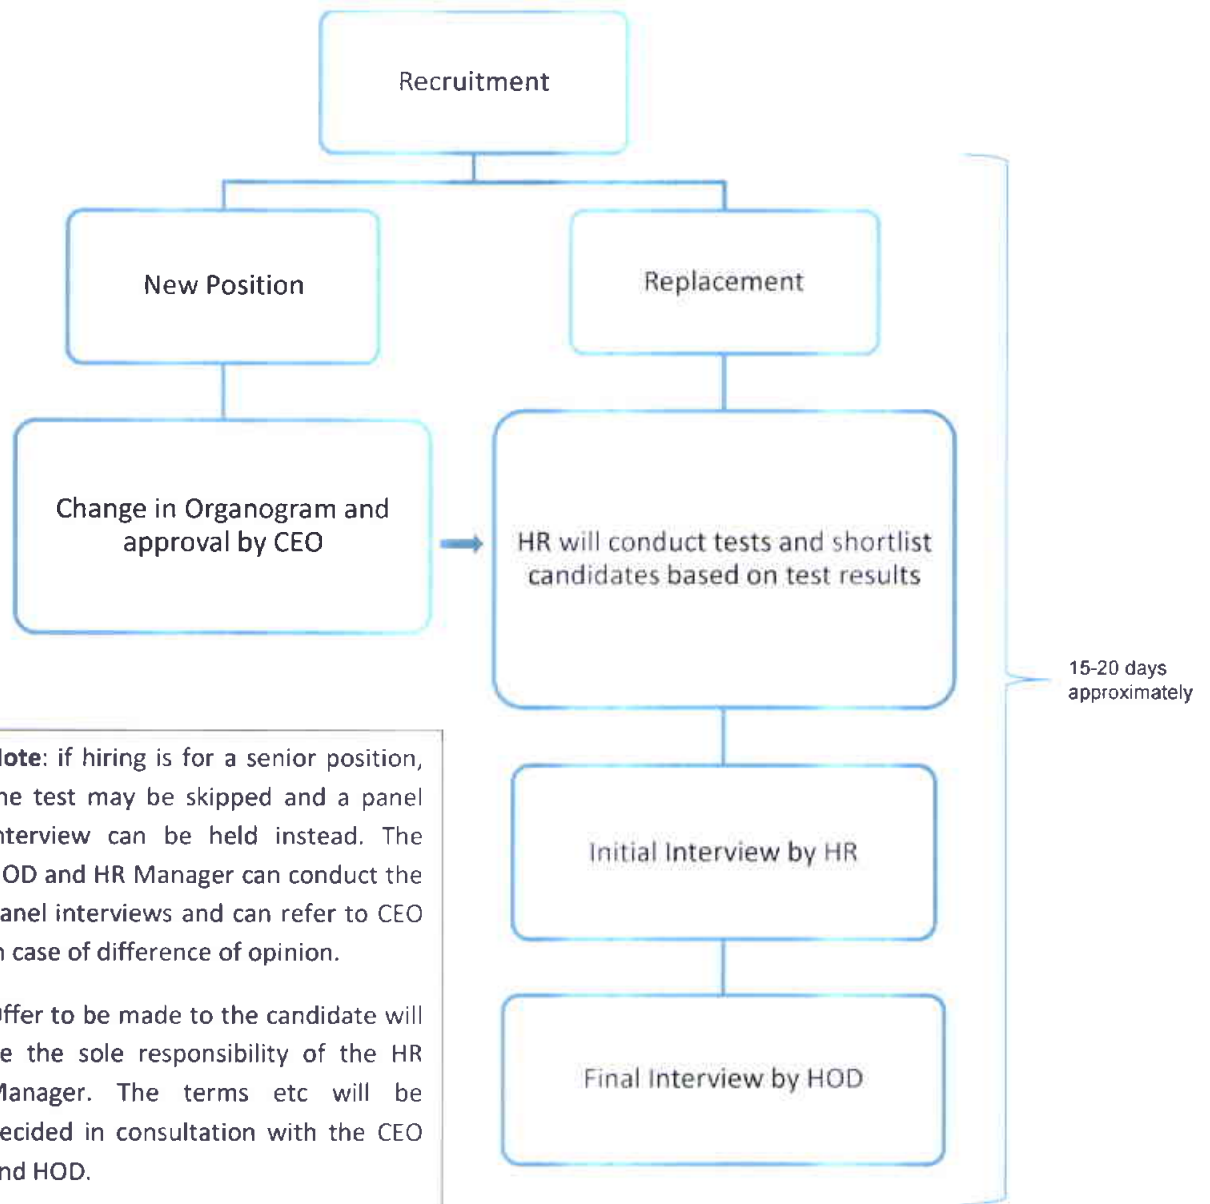 Recruitment
New Position
Replacement
Change in Organogram and
approval by CEO
HR will conduct tests and shortlist
candidates based on test results
15-20 days
approximately
Initial Interview by HR
Final Interview by HOD
ote: if hiring is for a senior position,
he test may be skipped and a panel
nterview can be held instead. The
OD and HR Manager can conduct the
anel interviews and can refer to CEO
n case of difference of opinion.
ffer to be made to the candidate will
e the sole responsibility of the HR
anager. The terms etc will be
ecided in consultation with the CEO
nd HOD.